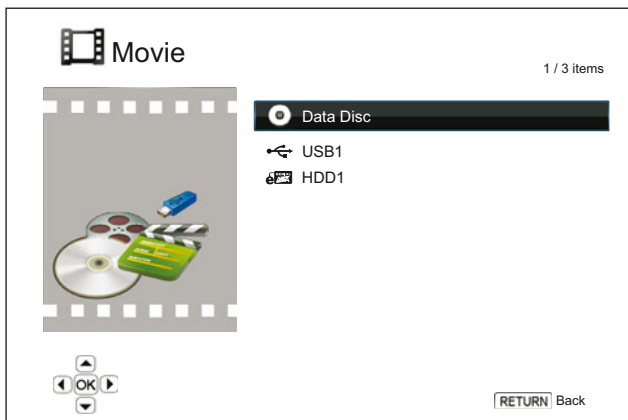 Movie
1 / 3 items
Data Disc
USB1
HDD1
OK
RETURN Back